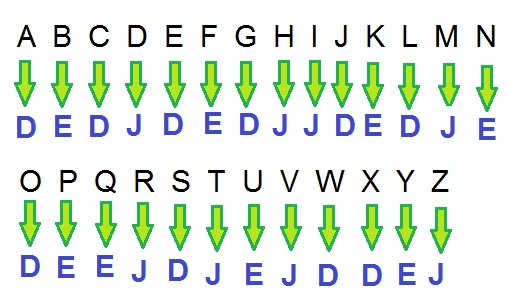 A B C D E F G H I J K L M N
D E D J D E D J J D E D J E
O P Q R S T U V W X Y Z
D E E J D J E J D D E J